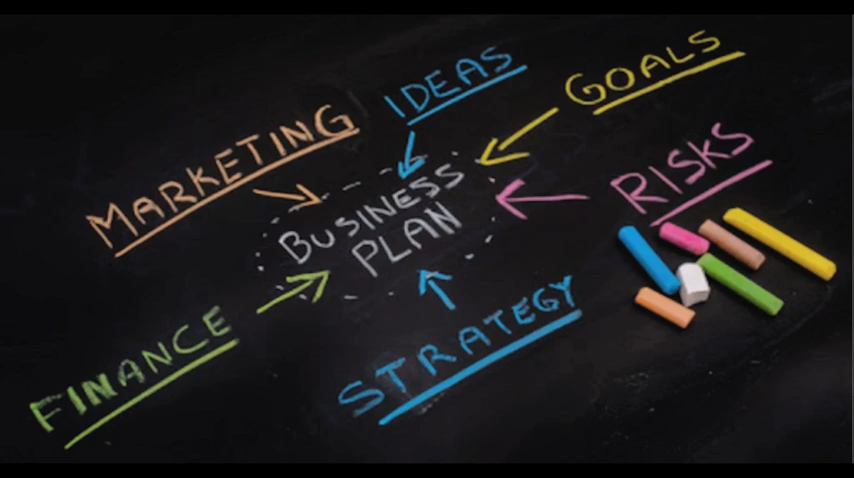 IDEAS
GOALS
MARKETING
RISKS
BUSINESS
PLAN
FINANCE
STRATEGY